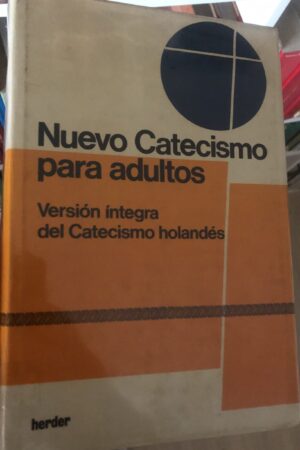 Nuevo Catecismo
para adultos
Versión íntegra
del Catecismo holandés
herder